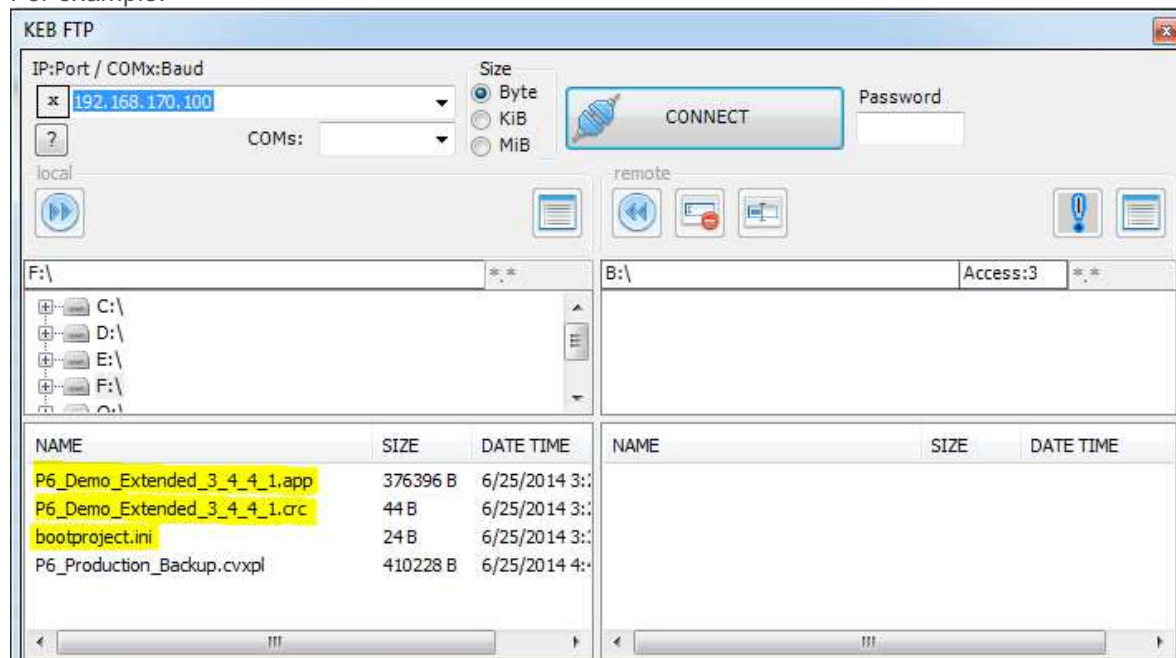 KEB FTP
IP:Port / COMx:Baud
Size
x 192.168.170.100
Byte
Password
KiB
CONNECT
? COMs:
MiB
local
remote
F:\ *.*
B:\ Access:3 *.*
C:\
D:\
E:\
F:\
NAME SIZE DATE TIME
NAME SIZE DATE TIME
P6_Demo_Extended_3_4_4_1.app 376396 B 6/25/2014 3:
P6_Demo_Extended_3_4_4_1.crc 44 B 6/25/2014 3:
bootproject.ini 24 B 6/25/2014 3:
P6_Production_Backup.cvxpl 410228 B 6/25/2014 4: